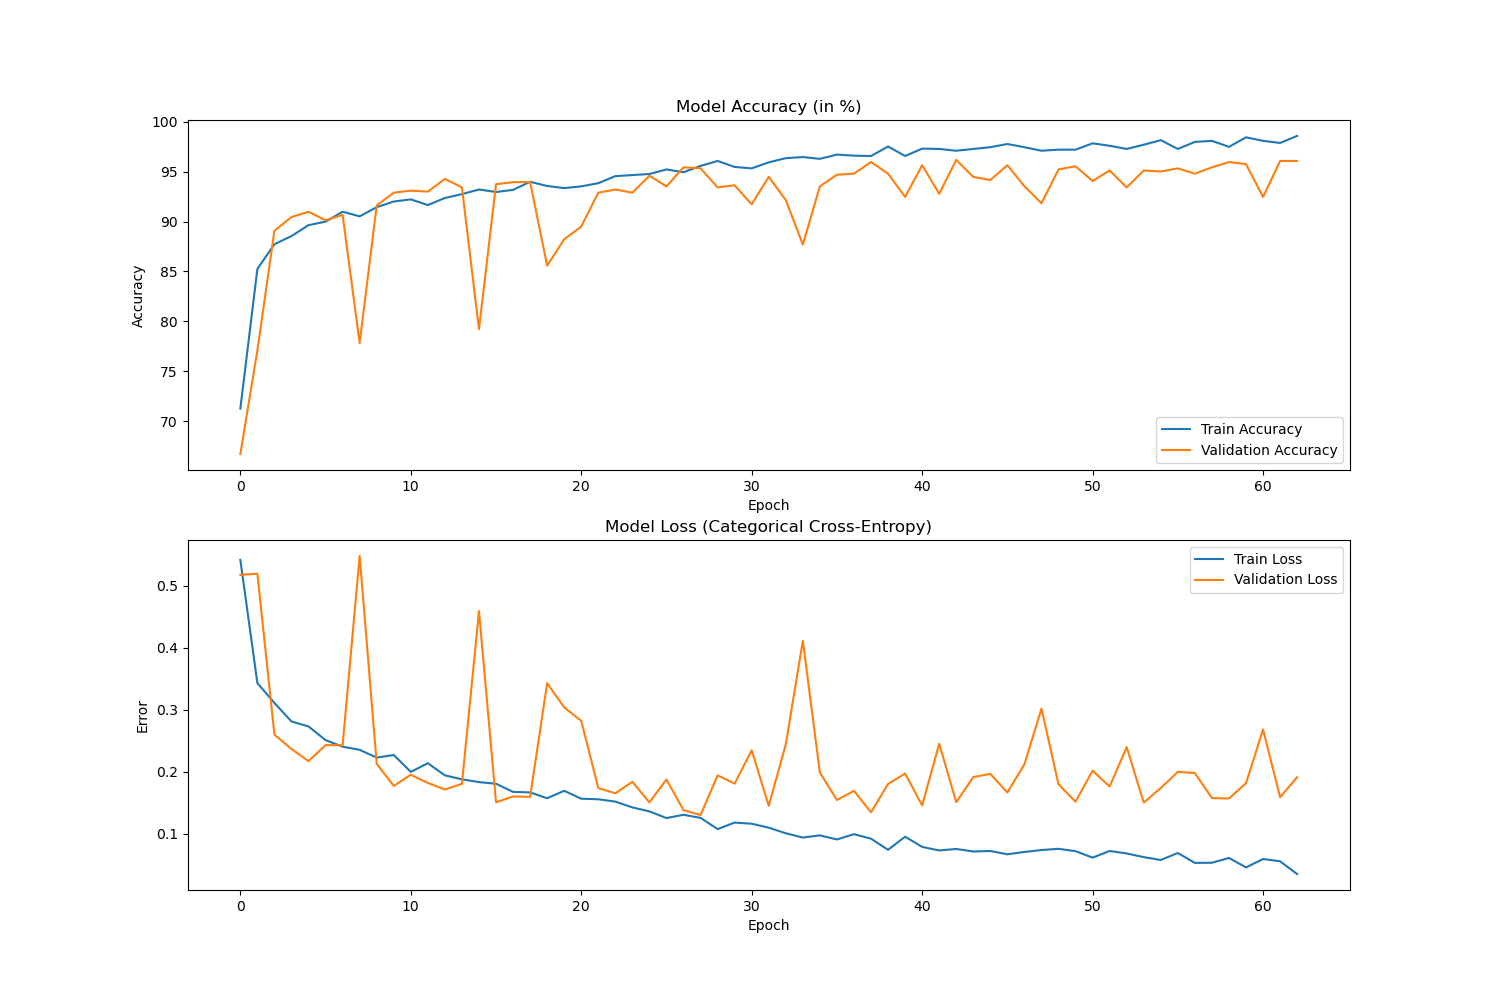 Model Accuracy (in %)
100
95
90
85
80
75
70
Accuracy
Train Accuracy
Validation Accuracy
0 10 20 30 40 50 60
Epoch
Model Loss (Categorical Cross-Entropy)
0.5
0.4
0.3
0.2
0.1
Error
Train Loss
Validation Loss
0 10 20 30 40 50 60
Epoch